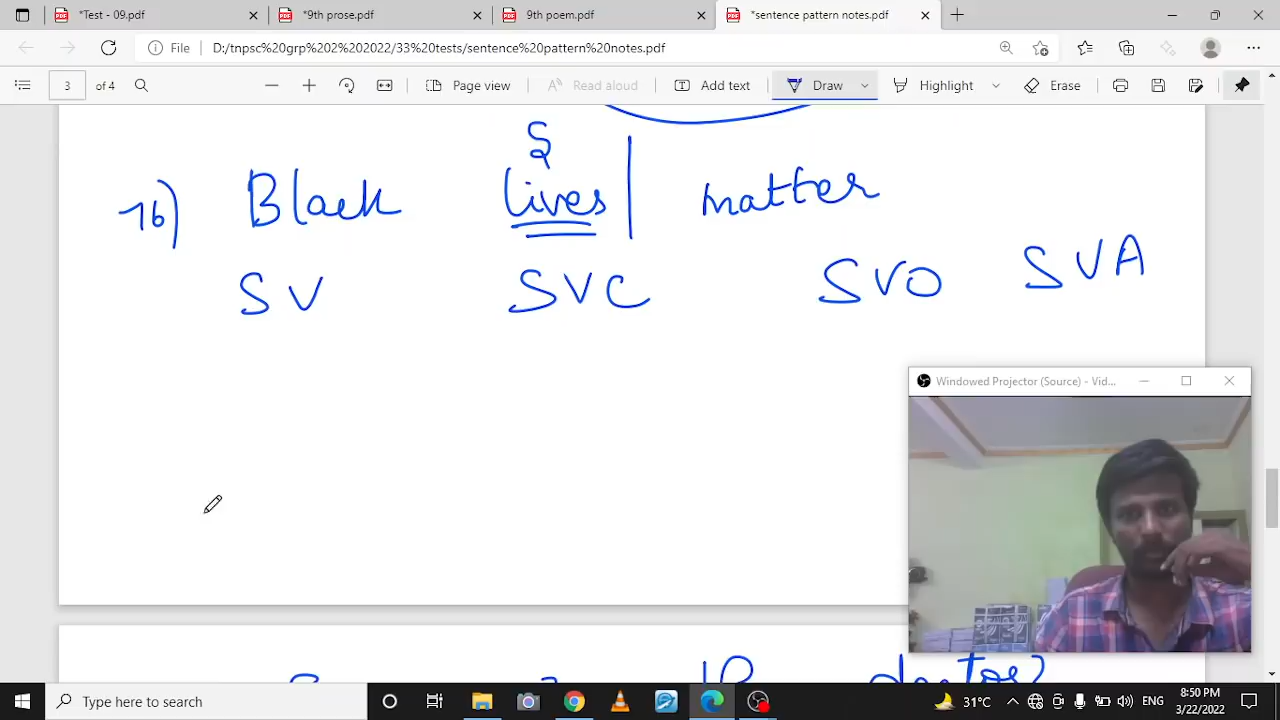 *Test - 09.pdf
*9th prose.pdf
9th poem.pdf
*sentence pattern notes.pdf
File D:/tnpsc%20grp%202%202022/33%20tests/sentence%20pattern%20notes.pdf
3 of 4 Page view Read aloud Add text Draw Highlight Erase
S
16) Black lives matter
SV SVC SVO SVA
Windowed Projector (Source) - Vid...
doctor?
Type here to search
31°C ENG 8:50 PM
3/22/2022